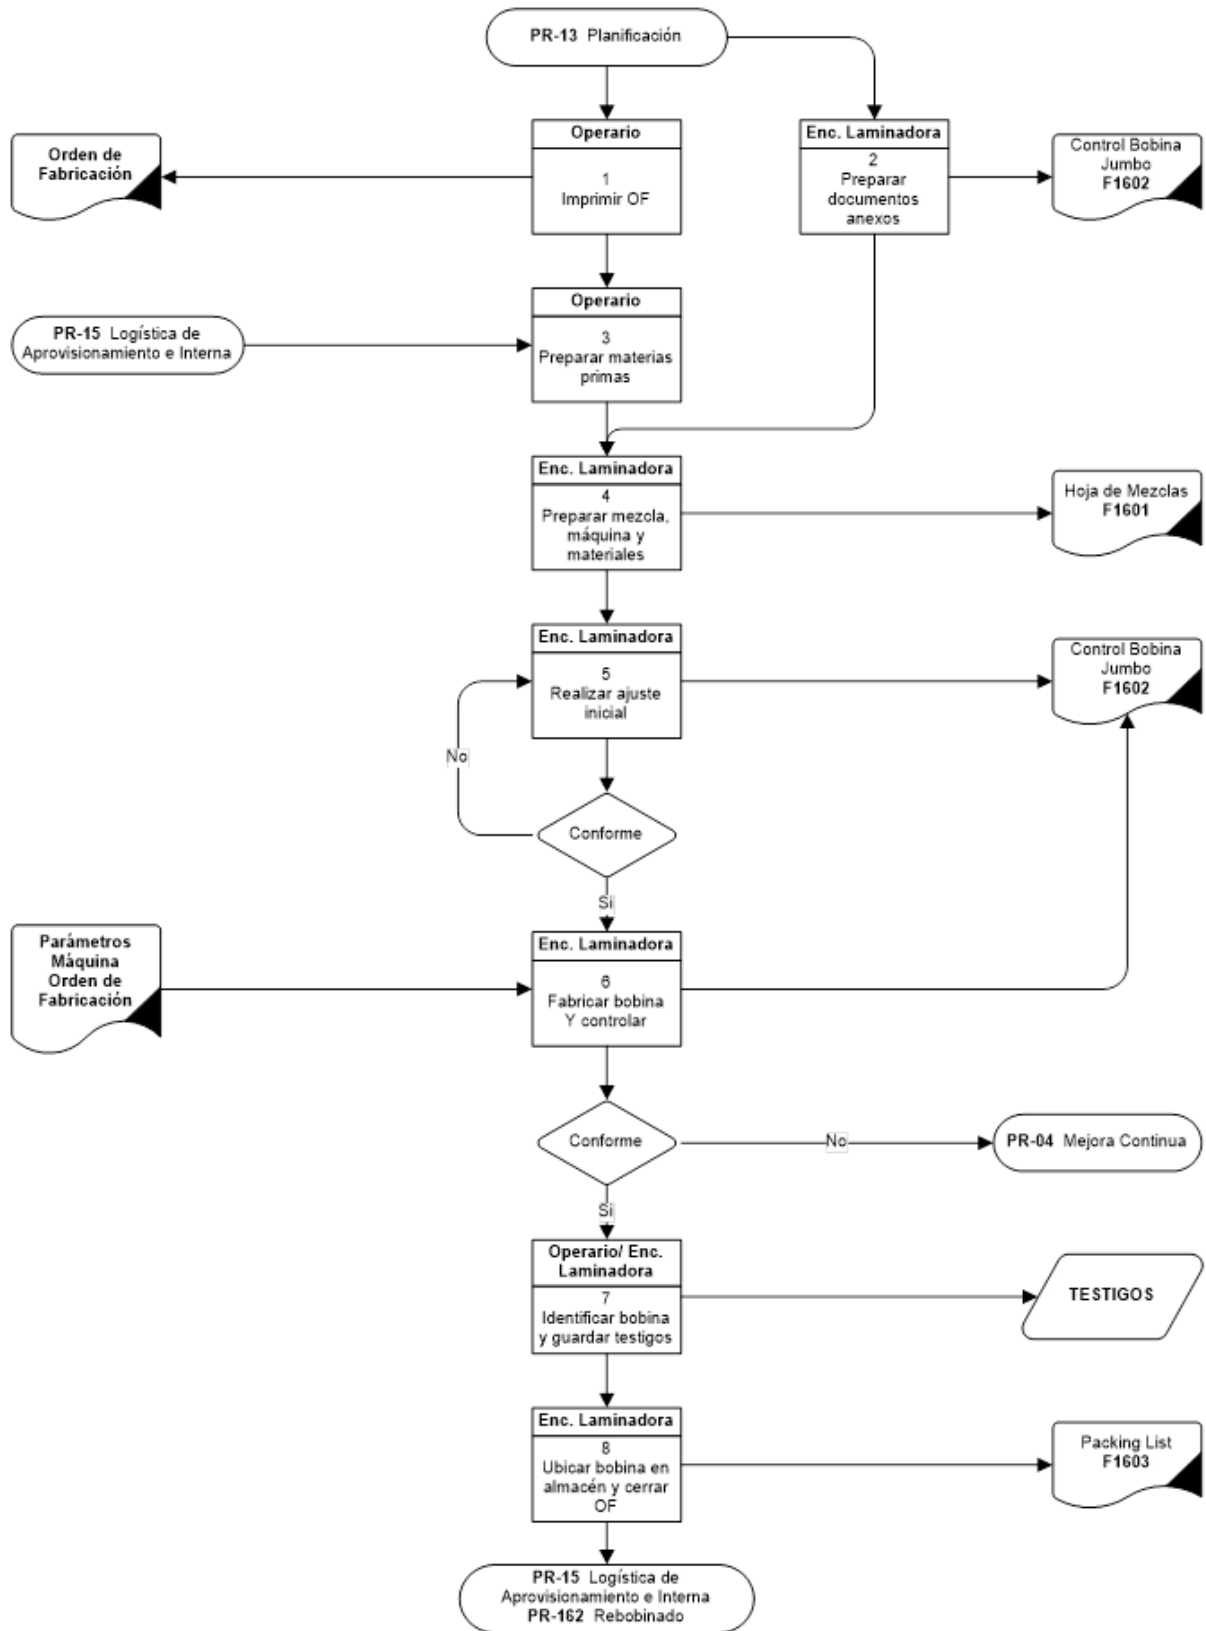 PR-13 Planificación
Operario
1
Imprimir OF
Enc. Laminadora
2
Preparar
documentos
anexos
Orden de
Fabricación
Control Bobina
Jumbo
F1602
Operario
3
Preparar materias
primas
PR-15 Logística de
Aprovisionamiento e Interna
Enc. Laminadora
4
Preparar mezcla,
máquina y
materiales
Hoja de Mezclas
F1601
Enc. Laminadora
5
Realizar ajuste
inicial
Control Bobina
Jumbo
F1602
No
Conforme
Si
Parámetros
Máquina
Orden de
Fabricación
Enc. Laminadora
6
Fabricar bobina
Y controlar
Conforme
No
PR-04 Mejora Continua
Si
Operario/ Enc.
Laminadora
7
Identificar bobina
y guardar testigos
TESTIGOS
Enc. Laminadora
8
Ubicar bobina en
almacén y cerrar
OF
Packing List
F1603
PR-15 Logística de
Aprovisionamiento e Interna
PR-162 Rebobinado